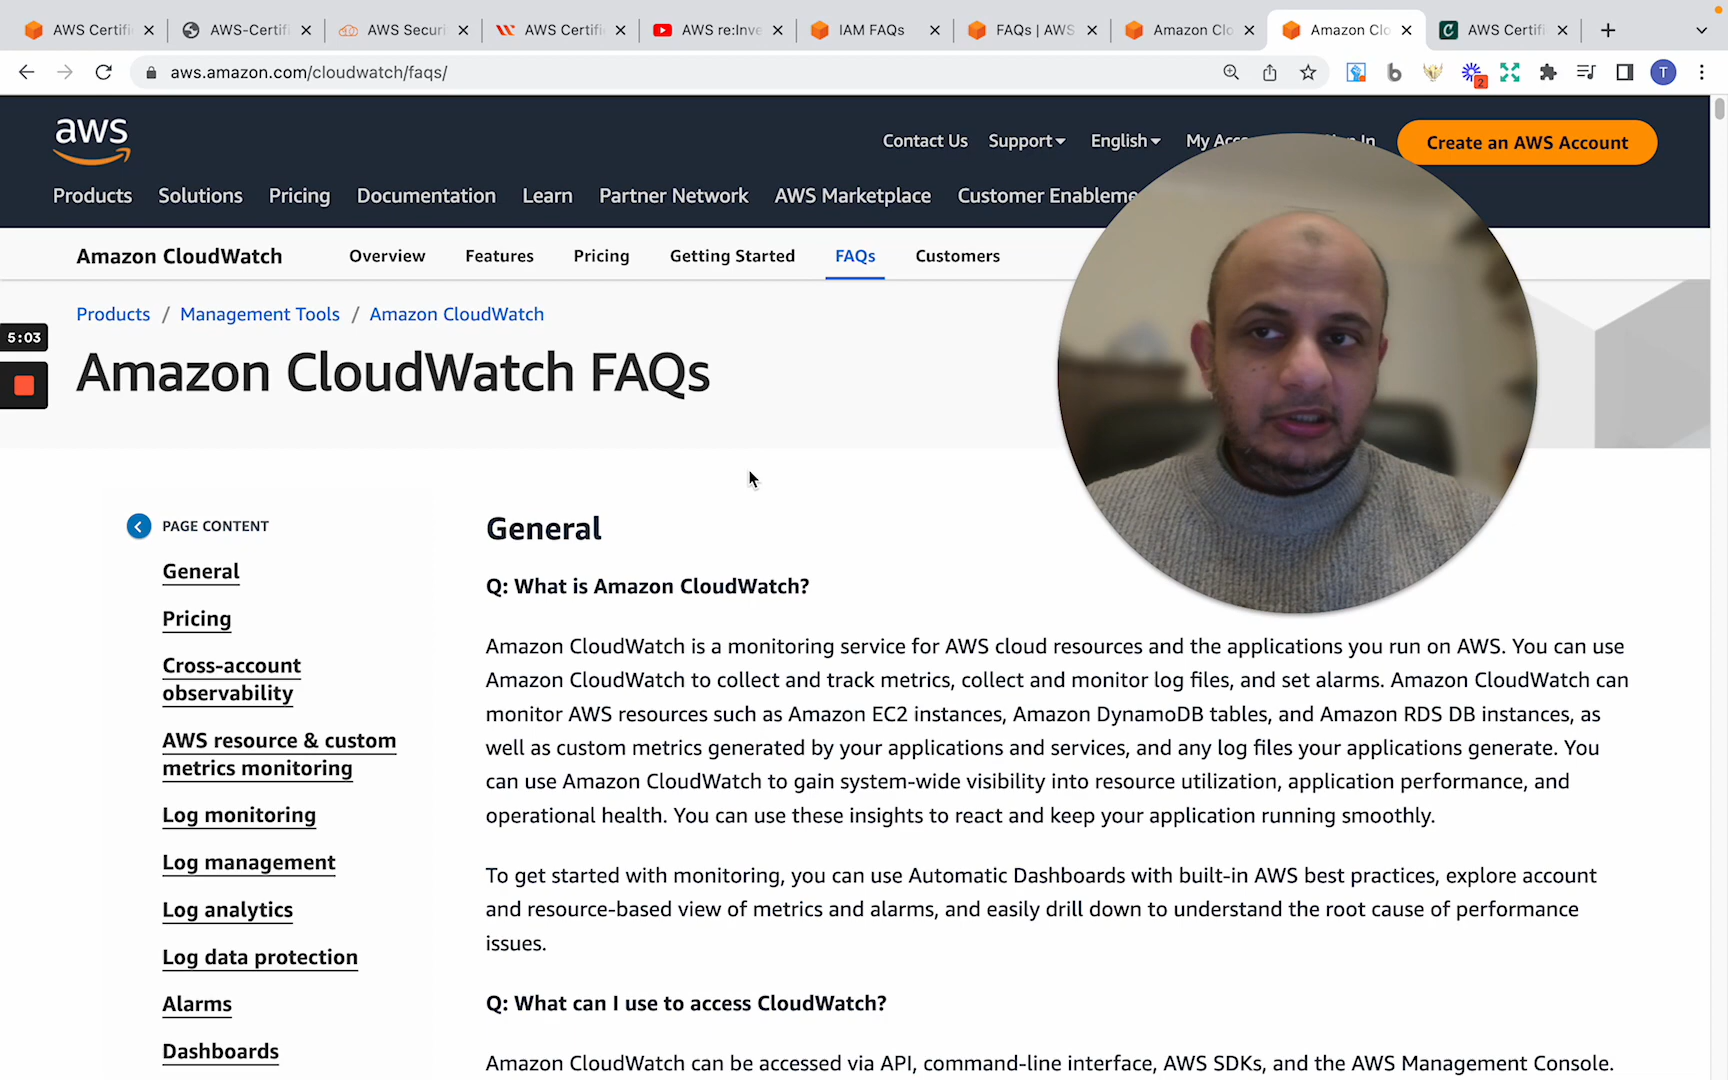 AWS Certifi
AWS-Certifi
AWS Securi
AWS Certifi
AWS re:Inve
IAM FAQs
FAQs | AWS
Amazon Clo
Amazon Clo
AWS Certifi
aws.amazon.com/cloudwatch/faqs/
2
T
aws
Contact Us
Support
English
My Acc
n In
Create an AWS Account
Products
Solutions
Pricing
Documentation
Learn
Partner Network
AWS Marketplace
Customer Enableme
Amazon CloudWatch
Overview
Features
Pricing
Getting Started
FAQs
Customers
Products / Management Tools / Amazon CloudWatch
5:03
Amazon CloudWatch FAQs
PAGE CONTENT
General
Pricing
Cross-account
observability
AWS resource & custom
metrics monitoring
Log monitoring
Log management
Log analytics
Log data protection
Alarms
Dashboards
General
Q: What is Amazon CloudWatch?
Amazon CloudWatch is a monitoring service for AWS cloud resources and the applications you run on AWS. You can use
Amazon CloudWatch to collect and track metrics, collect and monitor log files, and set alarms. Amazon CloudWatch can
monitor AWS resources such as Amazon EC2 instances, Amazon DynamoDB tables, and Amazon RDS DB instances, as
well as custom metrics generated by your applications and services, and any log files your applications generate. You
can use Amazon CloudWatch to gain system-wide visibility into resource utilization, application performance, and
operational health. You can use these insights to react and keep your application running smoothly.
To get started with monitoring, you can use Automatic Dashboards with built-in AWS best practices, explore account
and resource-based view of metrics and alarms, and easily drill down to understand the root cause of performance
issues.
Q: What can I use to access CloudWatch?
Amazon CloudWatch can be accessed via API, command-line interface, AWS SDKs, and the AWS Management Console.